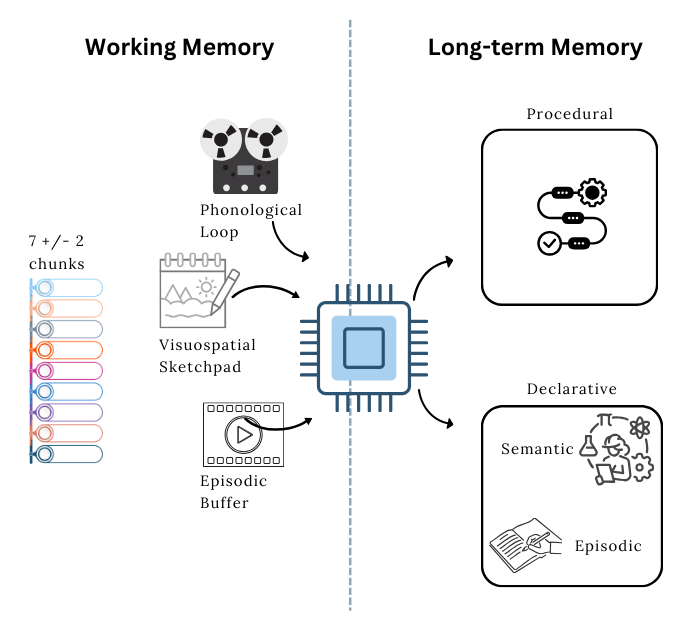 Working Memory
Long-term Memory
Procedural
Phonological
Loop
7 +/- 2
chunks
Visuospatial
Sketchpad
Declarative
Semantic
Episodic
Buffer
Episodic